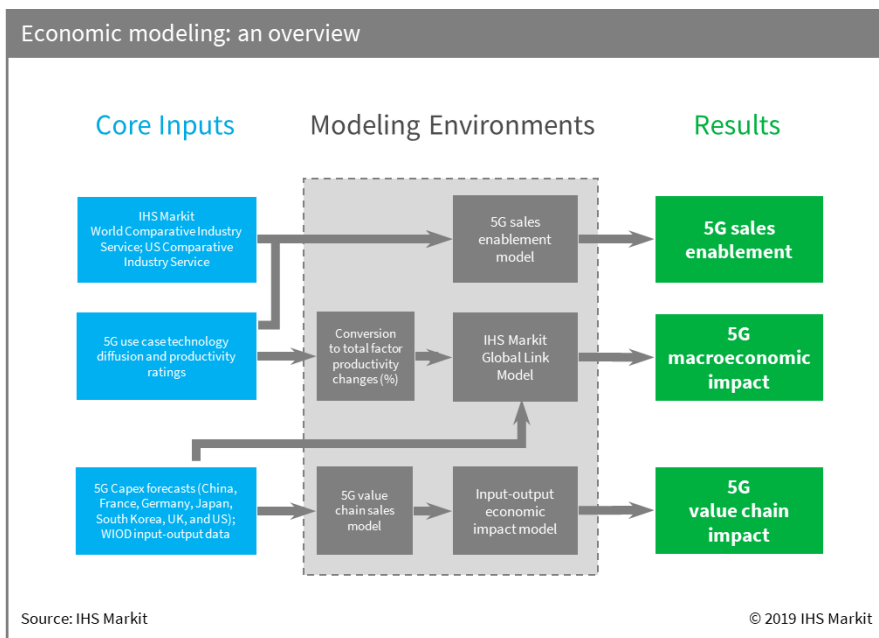 Economic modeling: an overview
Core Inputs
Modeling Environments
Results
IHS Markit
World Comparative Industry
Service; US Comparative
Industry Service
5G sales
enablement
model
5G sales
enablement
5G use case technology
diffusion and productivity
ratings
Conversion
to total factor
productivity
changes (%)
IHS Markit
Global Link
Model
5G
macroeconomic
impact
5G Capex forecasts (China,
France, Germany, Japan,
South Korea, UK, and US);
WIOD input-output data
5G value
chain sales
model
Input-output
economic
impact model
5G
value chain
impact
Source: IHS Markit
© 2019 IHS Markit